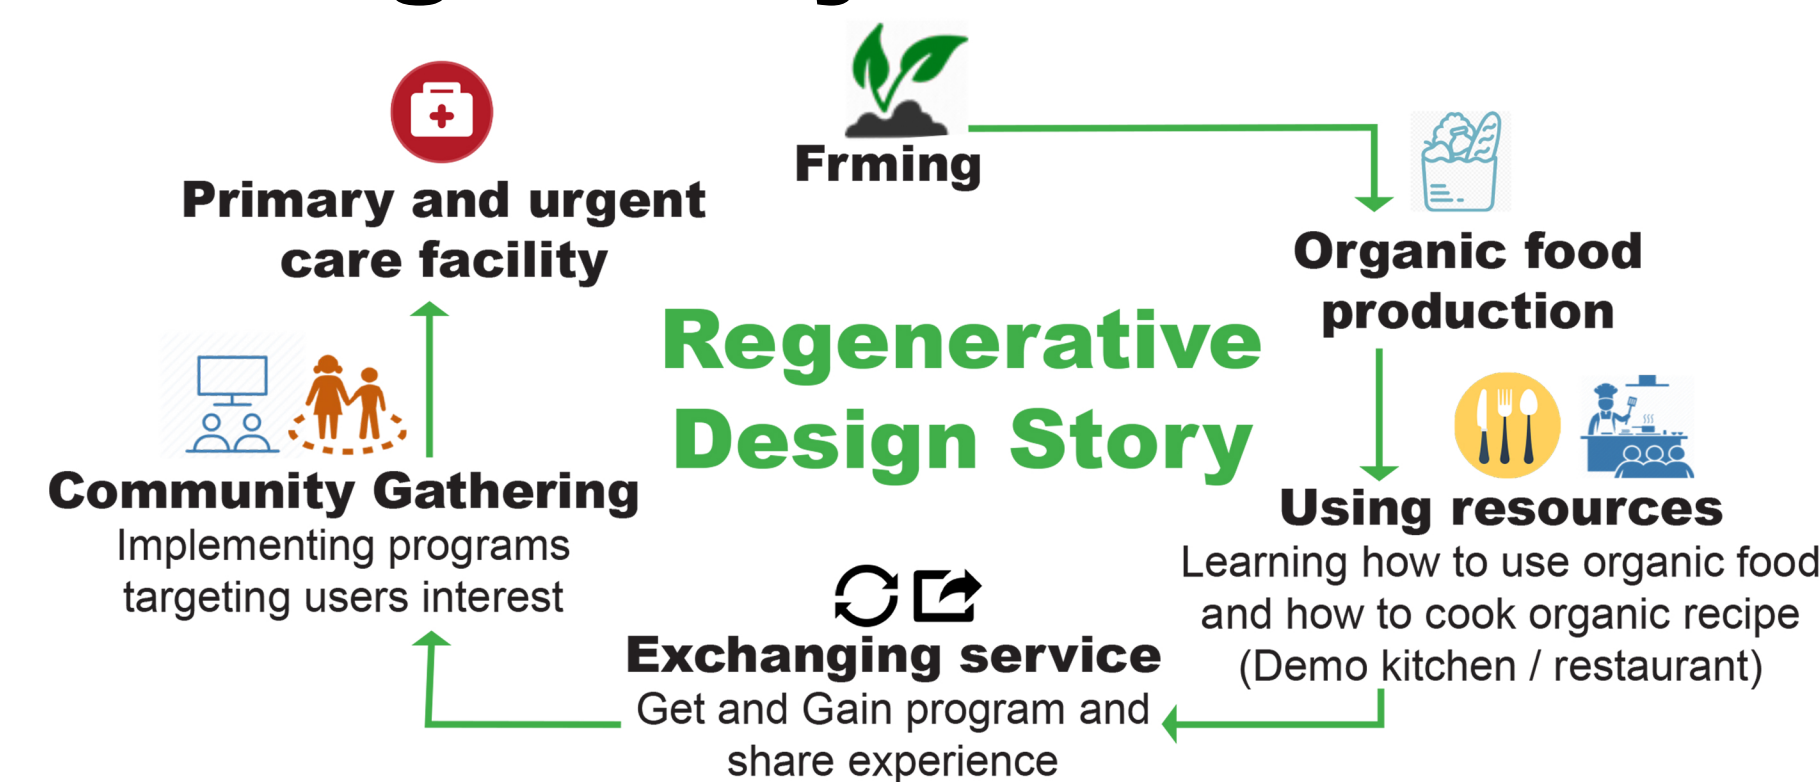 Frming
Organic food
production
Using resources
Learning how to use organic food
and how to cook organic recipe
(Demo kitchen / restaurant)
Exchanging service
Get and Gain program and
share experience
Community Gathering
Implementing programs
targeting users interest
Primary and urgent
care facility
Regenerative
Design Story